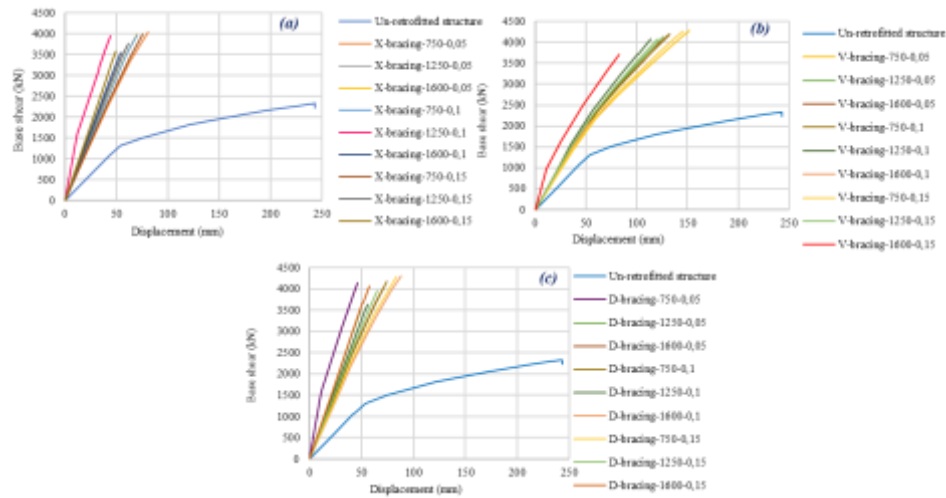 (a)
4500
4000
3500
3000
2500
2000
1500
1000
500
0
Base shear (kN)
0 50 100 150 200 250
Displacement (mm)
Un-retrofitted structure
X-bracing-750-0,05
X-bracing-1250-0,05
X-bracing-1600-0,05
X-bracing-750-0,1
X-bracing-1250-0,1
X-bracing-1600-0,1
X-bracing-750-0,15
X-bracing-1250-0,15
X-bracing-1600-0,15
(b)
4500
4000
3500
3000
2500
2000
1500
1000
500
0
Base shear (kN)
0 50 100 150 200 250
Displacement (mm)
Un-retrofitted structure
V-bracing-750-0,05
V-bracing-1250-0,05
V-bracing-1600-0,05
V-bracing-750-0,1
V-bracing-1250-0,1
V-bracing-1600-0,1
V-bracing-750-0,15
V-bracing-1250-0,15
V-bracing-1600-0,15
(c)
4500
4000
3500
3000
2500
2000
1500
1000
500
0
Base shear (kN)
0 50 100 150 200 250
Displacement (mm)
Un-retrofitted structure
D-bracing-750-0,05
D-bracing-1250-0,05
D-bracing-1600-0,05
D-bracing-750-0,1
D-bracing-1250-0,1
D-bracing-1600-0,1
D-bracing-750-0,15
D-bracing-1250-0,15
D-bracing-1600-0,15